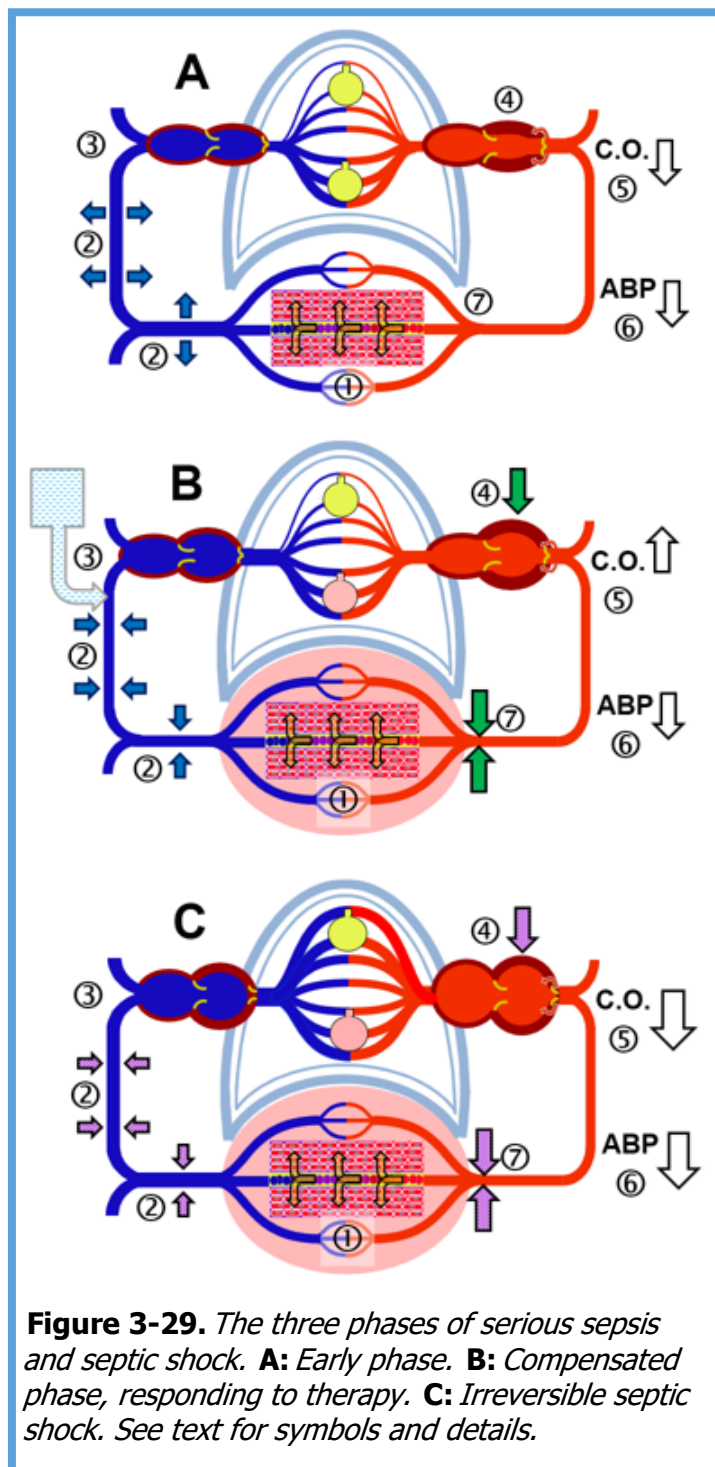 A
④
③
C.O.
⑤
②
ABP
⑦
⑥
②
①
B
④
③
C.O.
⑤
②
ABP
⑦
⑥
②
①
C
④
③
C.O.
⑤
②
ABP
⑦
⑥
②
①
Figure 3-29. The three phases of serious sepsis
and septic shock. A: Early phase. B: Compensated
phase, responding to therapy. C: Irreversible septic
shock. See text for symbols and details.